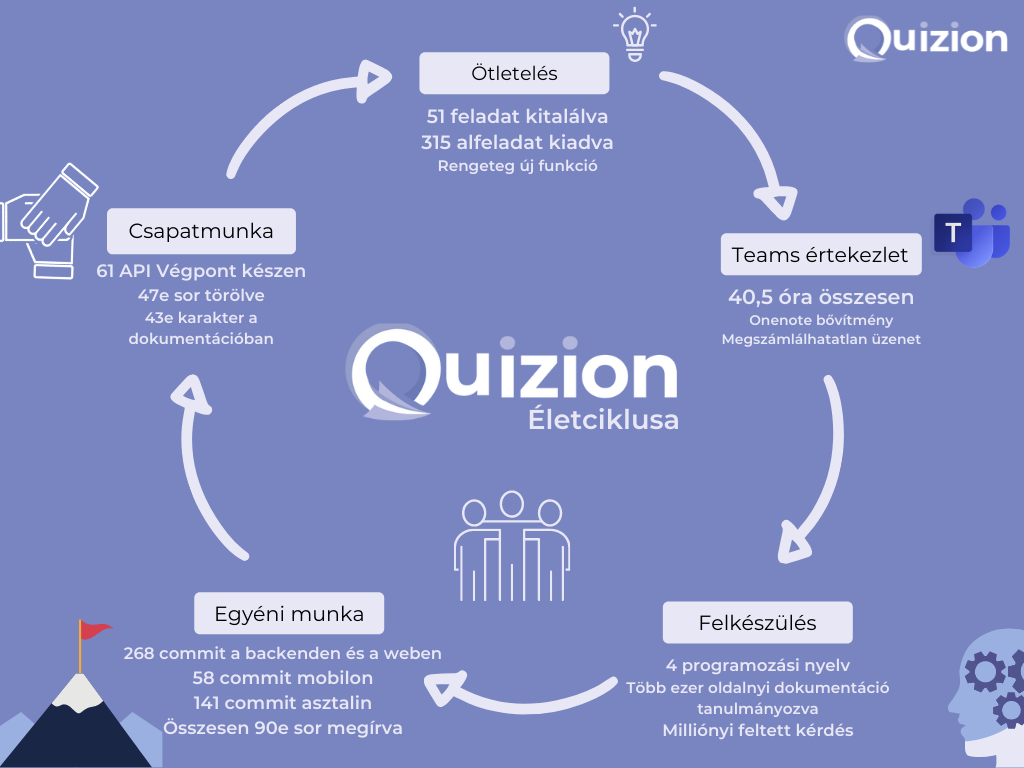 Quizion
Ötletelés
51 feladat kitalálva
315 alfeladat kiadva
Rengeteg új funkció
Teams értekezlet
T
40,5 óra összesen
Onenote bővítmény
Megszámlálhatatlan üzenet
Csapatmunka
61 API Végpont készen
47e sor törölve
43e karakter a
dokumentációban
Quizion
Életciklusa
Felkészülés
4 programozási nyelv
Több ezer oldalnyi dokumentáció
tanulmányozva
Milliónyi feltett kérdés
Egyéni munka
268 commit a backenden és a weben
58 commit mobilon
141 commit asztalin
Összesen 90e sor megírva